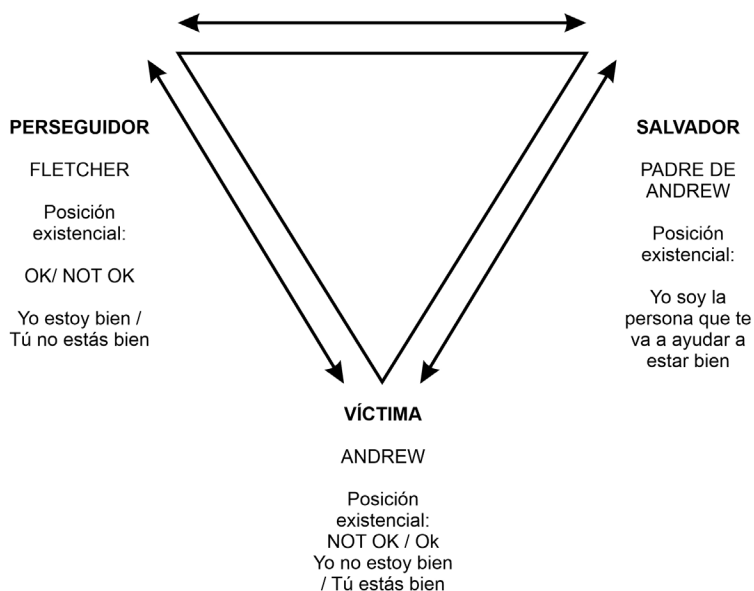 PERSEGUIDOR
FLETCHER
Posición
existencial:
OK/ NOT OK
Yo estoy bien /
Tú no estás bien
SALVADOR
PADRE DE
ANDREW
Posición
existencial:
Yo soy la
persona que te
va a ayudar a
estar bien
VÍCTIMA
ANDREW
Posición
existencial:
NOT OK / Ok
Yo no estoy bien
/ Tú estás bien